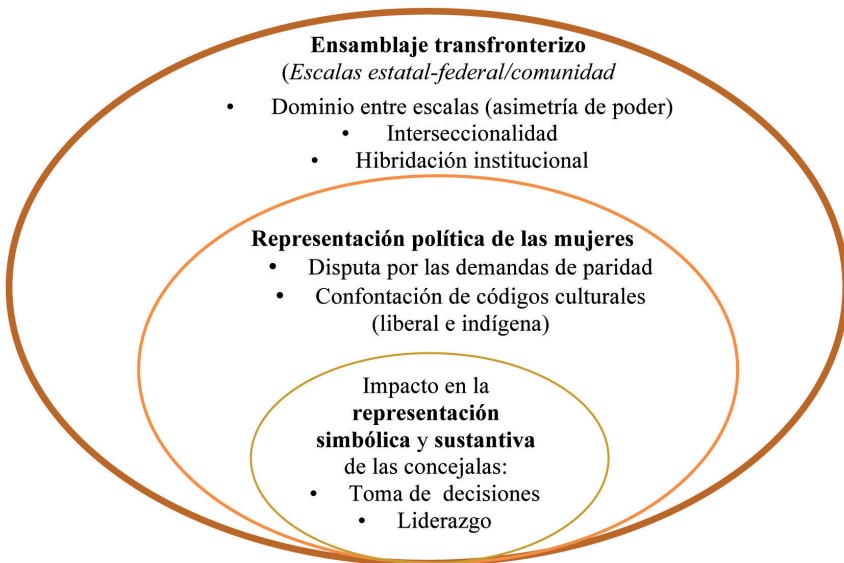 Ensamblaje transfronterizo
(Escalas estatal-federal/comunidad
• Dominio entre escalas (asimetría de poder)
• Interseccionalidad
• Hibridación institucional
Representación política de las mujeres
• Disputa por las demandas de paridad
• Confontación de códigos culturales
(liberal e indígena)
Impacto en la
representación
simbólica y sustantiva
de las concejalas:
• Toma de decisiones
• Liderazgo